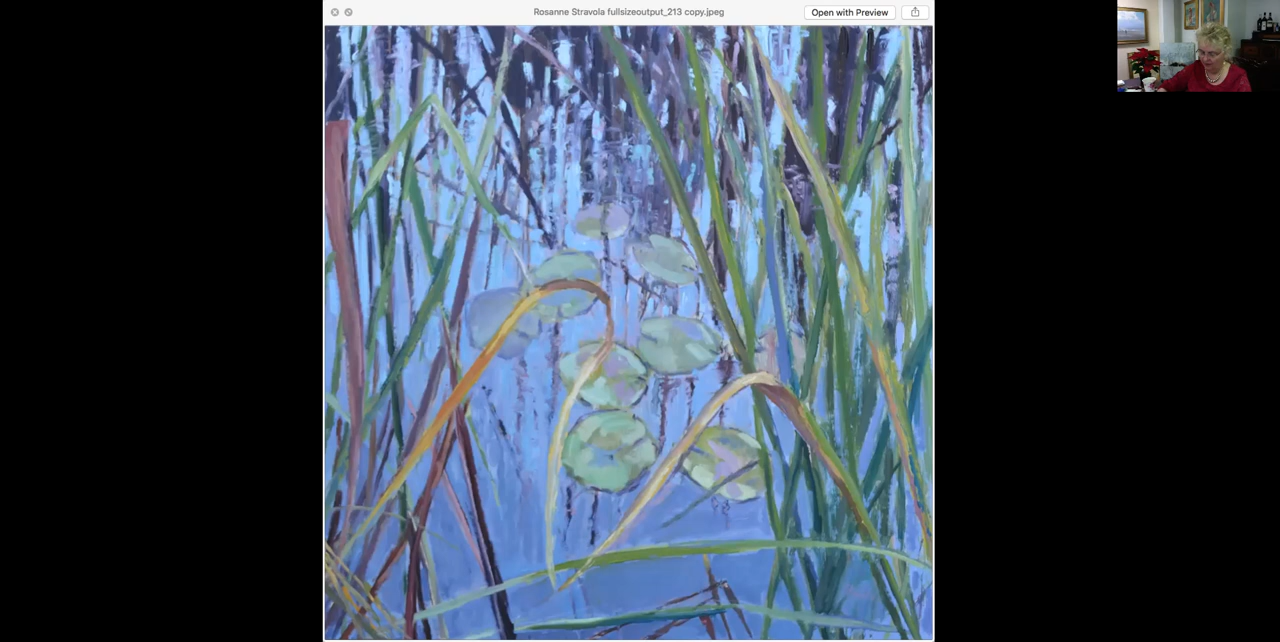 Rosanne Stravola fullsizeoutput_213 copy.jpeg
Open with Preview